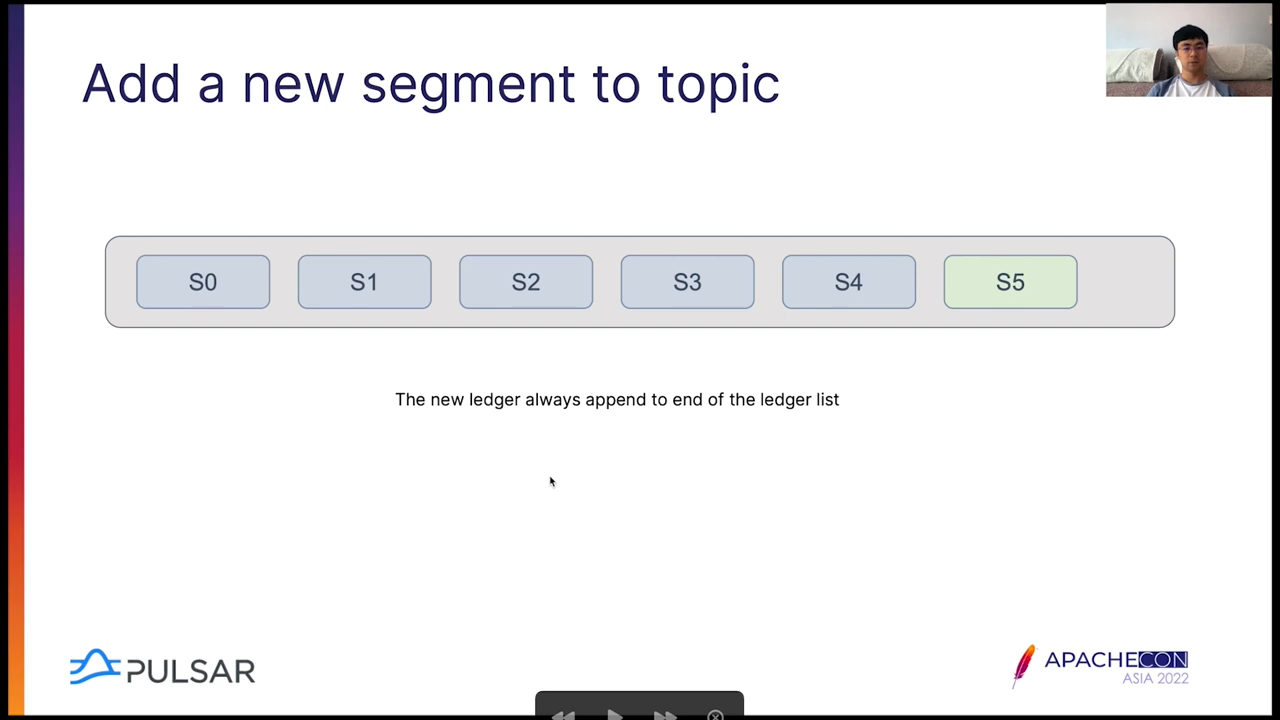 Add a new segment to topic
S0 S1 S2 S3 S4 S5
The new ledger always append to end of the ledger list
PULSAR
APACHECON
ASIA 2022